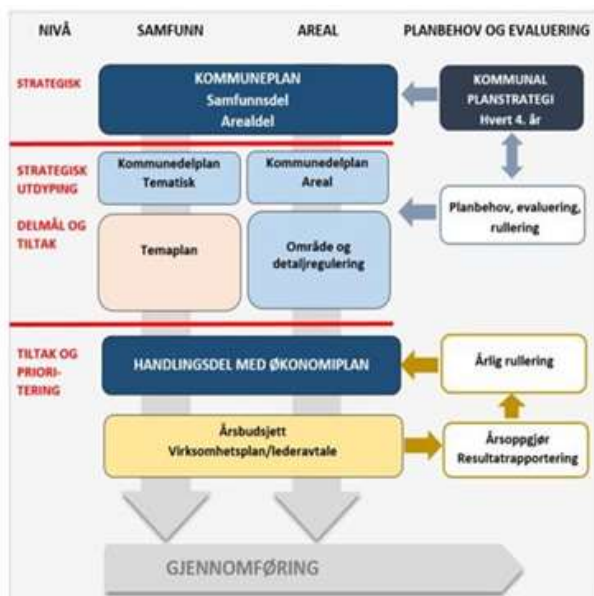 NIVÅ
SAMFUNN
AREAL
PLANBEHOV OG EVALUERING
STRATEGISK
KOMMUNEPLAN
Samfunnsdel
Arealdel
KOMMUNAL
PLANSTRATEGI
Hvert 4. år
STRATEGISK
UTDYPING
Kommunedelplan
Tematisk
Kommunedelplan
Areal
DELMÅL OG
TILTAK
Temaplan
Område og
detaljregulering
Planbehov, evaluering,
rullering
TILTAK OG
PRIORI-
TERING
HANDLINGSDEL MED ØKONOMIPLAN
Årlig rullering
Årsbudsjett
Virksomhetsplan/lederavtale
Årsoppgjør
Resultatrapportering
GJENNOMFØRING